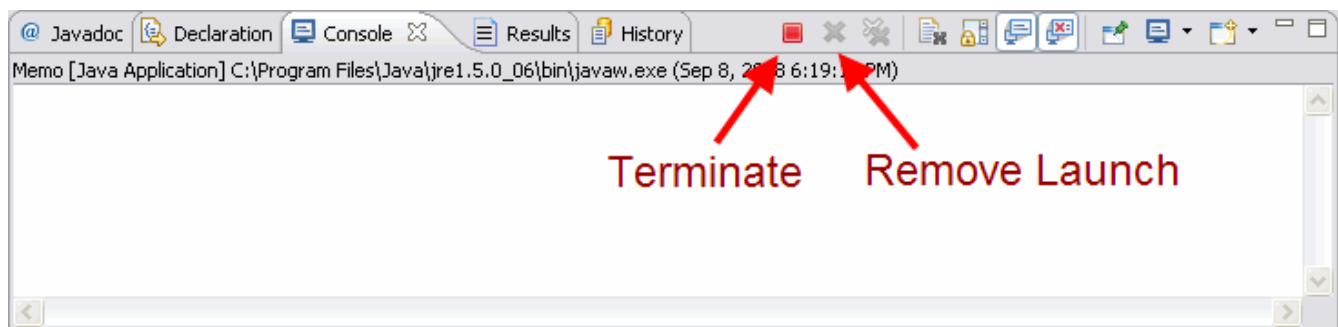 @ Javadoc Declaration Console Results History
Memo [Java Application] C:\Program Files\Java\jre1.5.0_06\bin\javaw.exe (Sep 8, 6:19: PM)
Terminate Remove Launch